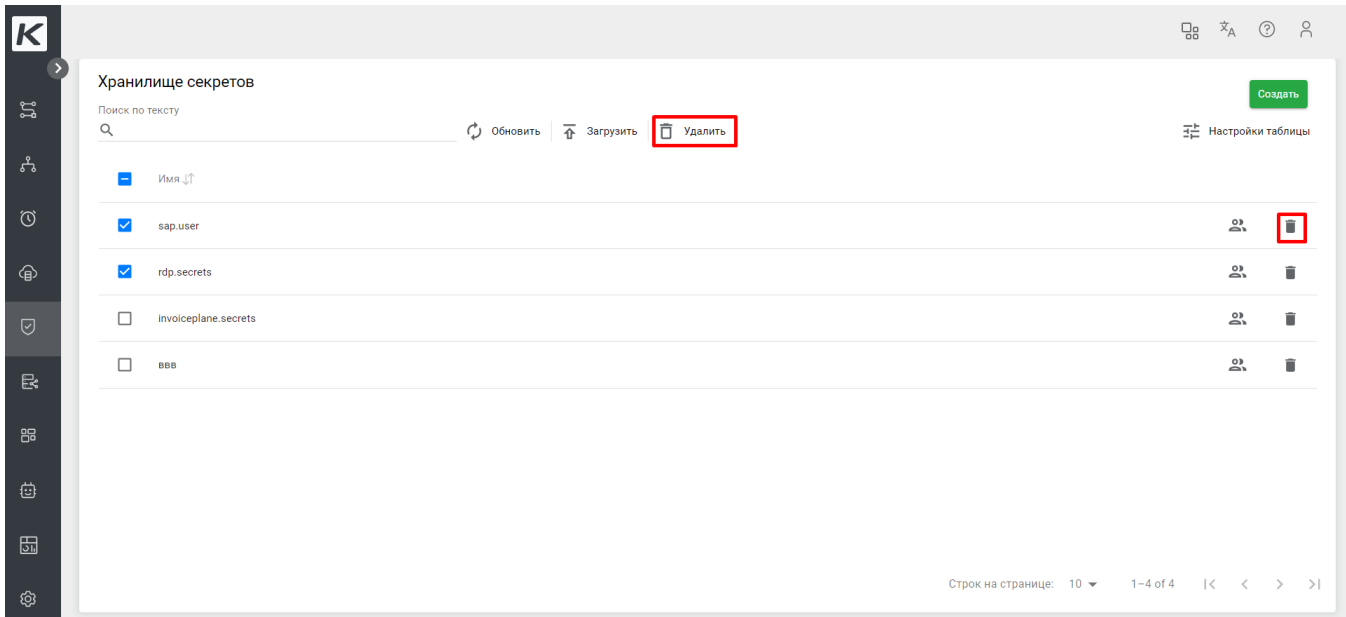 K
Хранилище секретов
Создать
Поиск по тексту
Обновить Загрузить Удалить Настройки таблицы
Имя
sap.user
rdp.secrets
invoiceplane.secrets
ввв
Строк на странице: 10 1–4 of 4